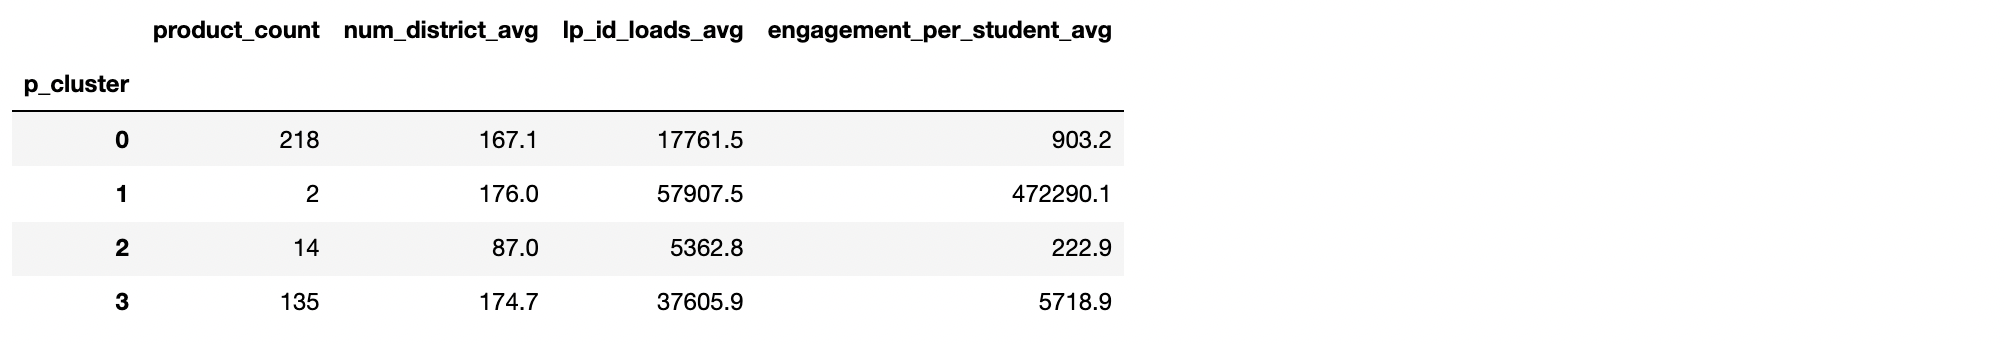 product_count num_district_avg lp_id_loads_avg engagement_per_student_avg
p_cluster
0 218 167.1 17761.5 903.2
1 2 176.0 57907.5 472290.1
2 14 87.0 5362.8 222.9
3 135 174.7 37605.9 5718.9